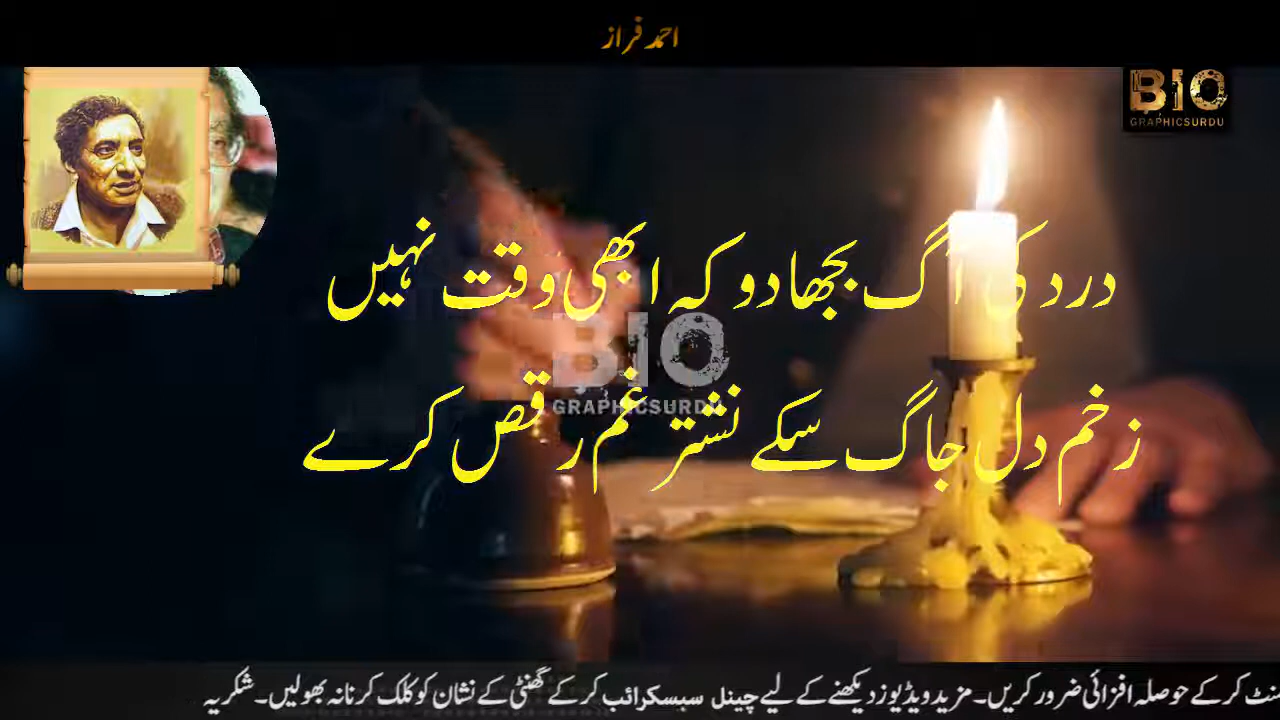 احمد فراز
BIO
GRAPHICSURDU
درد کی آگ بجھا دو کہ ابھی وقت نہیں
BIO
GRAPHICSURDU
زخم دل جاگ سکے نشتر غم رقص کرے
کرکے حوصلہ افزائی ضرور کریں۔ مزید ویڈیوز دیکھنے کے لیے چینل سبسکرائب کر کے گھنٹی کے نشان کو کلک کرنا نہ بھولیں۔ شکریہ